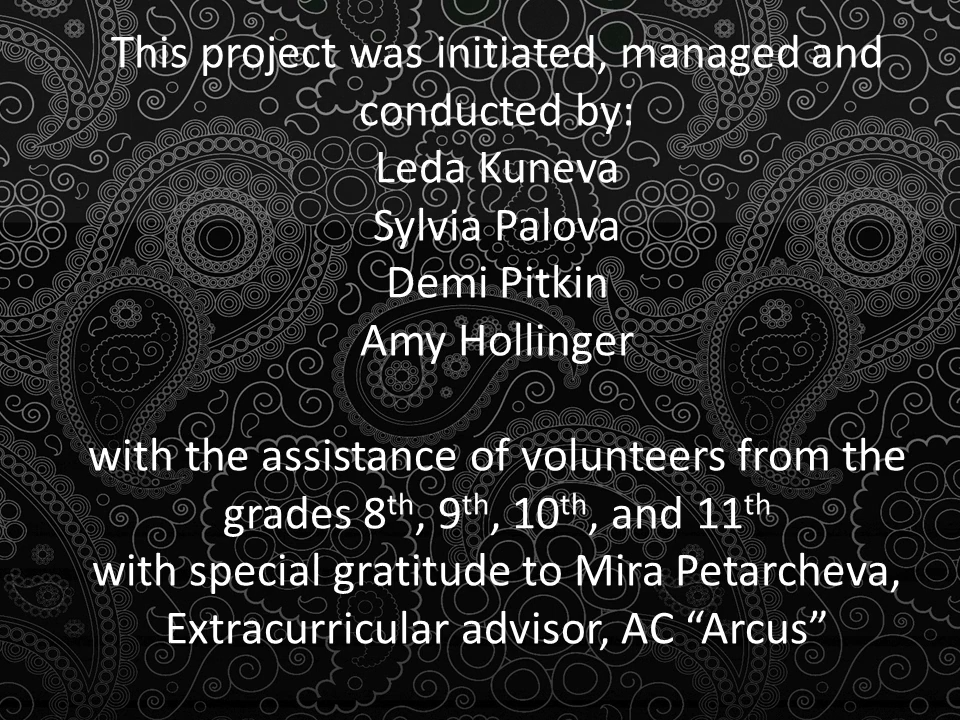 This project was initiated, managed and
conducted by:
Leda Kuneva
Sylvia Palova
Demi Pitkin
Amy Hollinger
with the assistance of volunteers from the
grades 8th, 9th, 10th, and 11th
with special gratitude to Mira Petarcheva,
Extracurricular advisor, AC “Arcus”